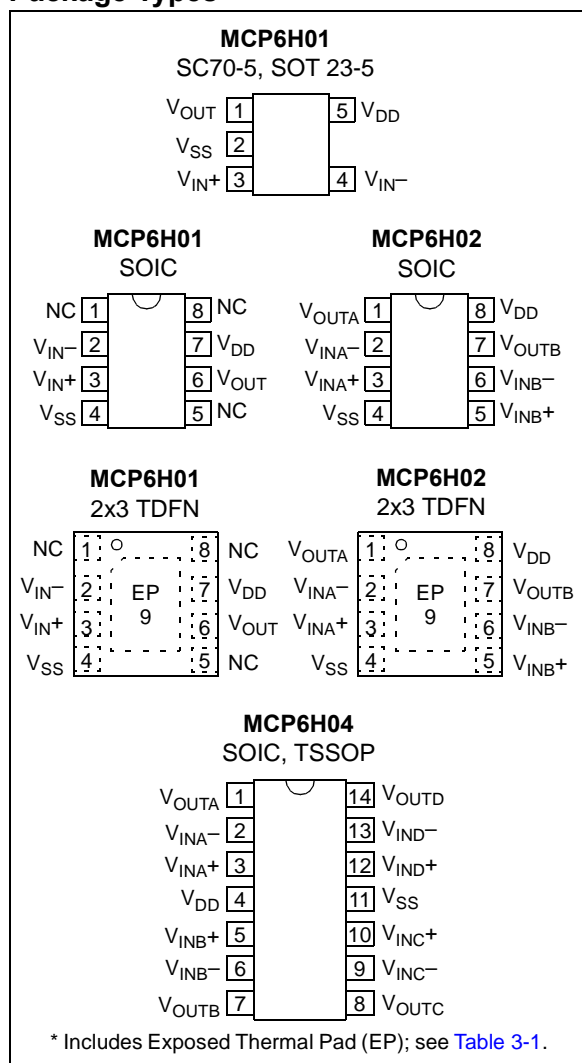 Package Types
MCP6H01
SC70-5, SOT 23-5
VOUT 1 5 VDD
VSS 2
VIN+ 3 4 VIN–
MCP6H01 MCP6H02
SOIC SOIC
NC 1 8 NC VOUTA 1 8 VDD
VIN– 2 7 VDD VINA– 2 7 VOUTB
VIN+ 3 6 VOUT VINA+ 3 6 VINB–
VSS 4 5 NC VSS 4 5 VINB+
MCP6H01 MCP6H02
2x3 TDFN 2x3 TDFN
NC 1 8 NC VOUTA 1 8 VDD
VIN– 2 EP 7 VDD VINA– 2 EP 7 VOUTB
VIN+ 3 9 6 VOUT VINA+ 3 9 6 VINB–
VSS 4 5 NC VSS 4 5 VINB+
MCP6H04
SOIC, TSSOP
VOUTA 1 14 VOUTD
VINA– 2 13 VIND–
VINA+ 3 12 VIND+
VDD 4 11 VSS
VINB+ 5 10 VINC+
VINB– 6 9 VINC–
VOUTB 7 8 VOUTC
* Includes Exposed Thermal Pad (EP); see Table 3-1.